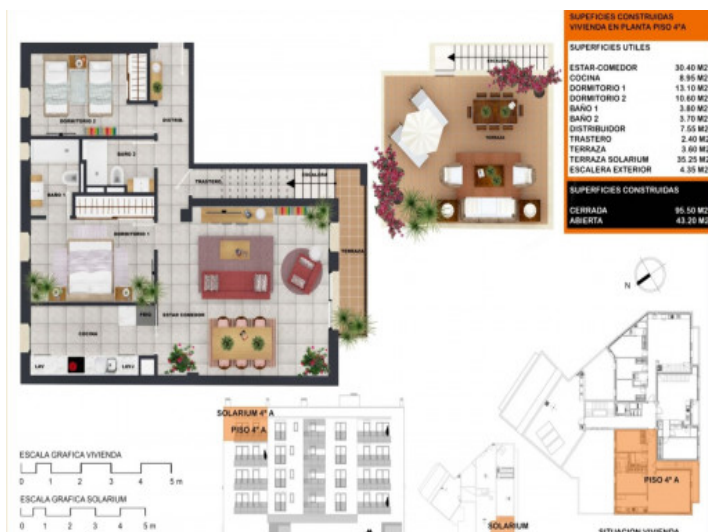 SUPEFICIES CONSTRUIDAS
VIVIENDA EN PLANTA PISO 4ºA
SUPERFICIES UTILES
ESTAR-COMEDOR 30.40 M2
COCINA 8.95 M2
DORMITORIO 1 13.10 M2
DORMITORIO 2 10.60 M2
BAÑO 1 3.80 M2
BAÑO 2 3.70 M2
DISTRIBUIDOR 7.55 M2
TRASTERO 2.40 M2
TERRAZA 3.60 M2
TERRAZA SOLARIUM 35.25 M2
ESCALERA EXTERIOR 4.35 M2
SUPERFICIES CONSTRUIDAS
CERRADA 95.50 M2
ABIERTA 43.20 M2
DORMITORIO 2
DISTRIB.
BAÑO 2
BAÑO 1
TRASTERO
ESCALERA
DORMITORIO 1
TERRAZA
FRIG
ESTAR COMEDOR
COCINA
LAV
LAVJ
ESCALERA
TERRAZA
N
SOLARIUM 4º A
PISO 4º A
ESCALA GRAFICA VIVIENDA
0 1 2 3 4 5 m
ESCALA GRAFICA SOLARIUM
0 1 2 3 4 5 m
SOLARIUM
PISO 4º A
SITUACION VIVIENDA